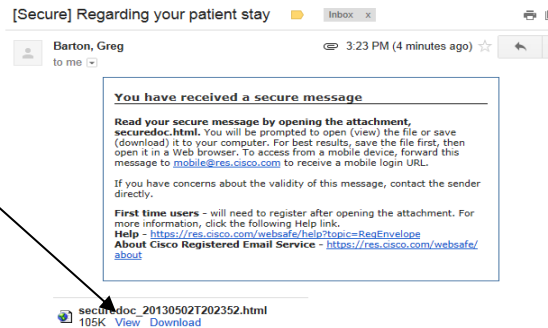 [Secure] Regarding your patient stay
Inbox x
Barton, Greg
3:23 PM (4 minutes ago)
to me
You have received a secure message
Read your secure message by opening the attachment,
securedoc.html. You will be prompted to open (view) the file or save
(download) it to your computer. For best results, save the file first, then
open it in a Web browser. To access from a mobile device, forward this
message to mobile@res.cisco.com to receive a mobile login URL.
If you have concerns about the validity of this message, contact the sender
directly.
First time users - will need to register after opening the attachment. For
more information, click the following Help link.
Help - https://res.cisco.com/websafe/help?topic=RegEnvelope
About Cisco Registered Email Service - https://res.cisco.com/websafe/
about
securedoc_20130502T202352.html
105K View Download